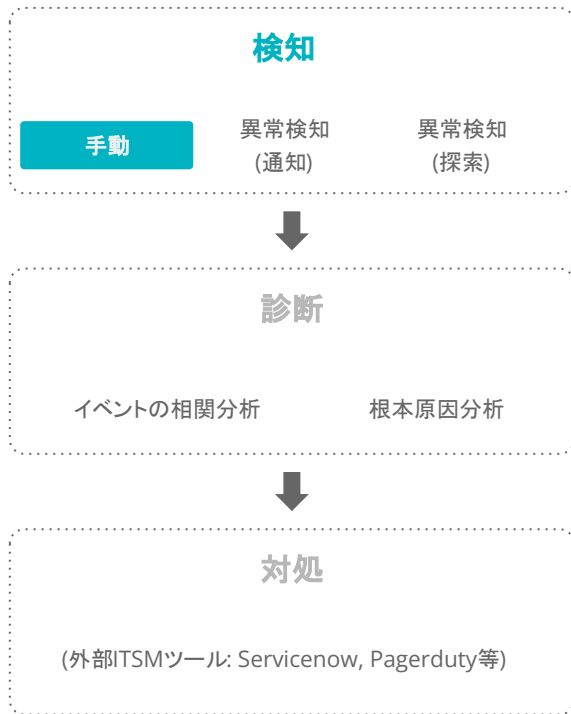 検知
手動
異常検知
(通知)
異常検知
(探索)
診断
イベントの相関分析
根本原因分析
対処
(外部ITSMツール: Servicenow, Pagerduty等)